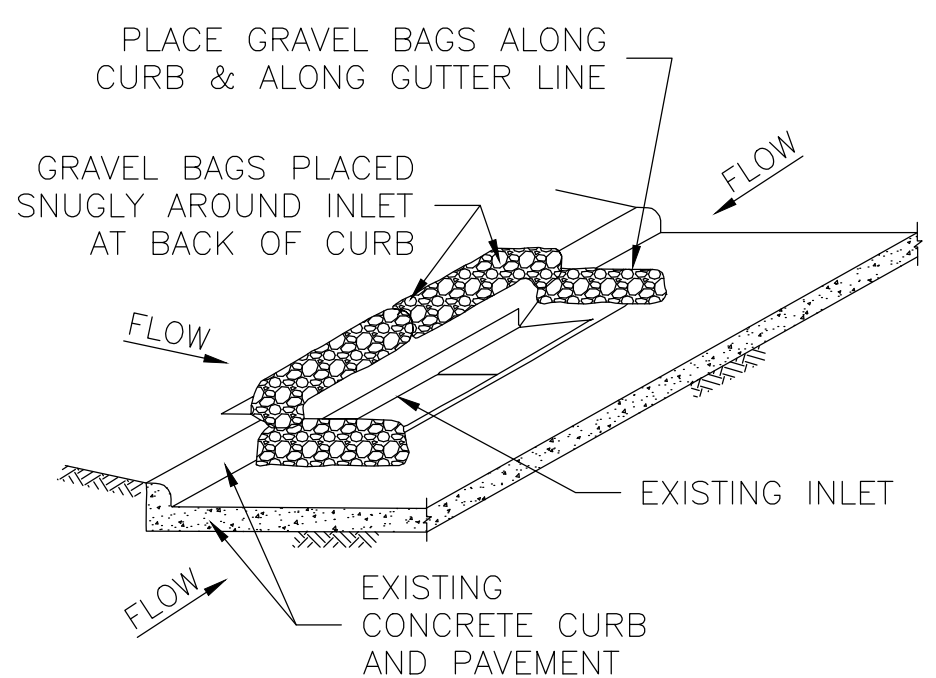 PLACE GRAVEL BAGS ALONG
CURB & ALONG GUTTER LINE
GRAVEL BAGS PLACED
SNUGLY AROUND INLET
AT BACK OF CURB
FLOW
FLOW
EXISTING INLET
FLOW
EXISTING
CONCRETE CURB
AND PAVEMENT